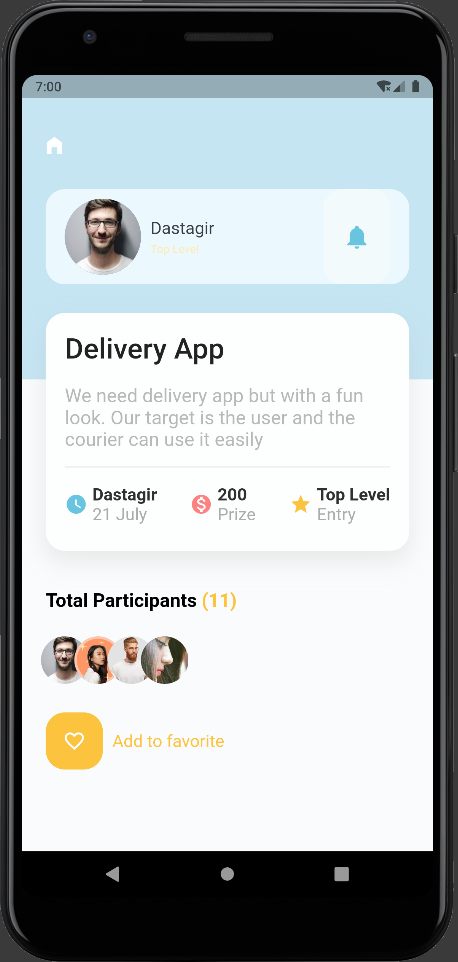 7:00
Dastagir
Top Level
Delivery App
We need delivery app but with a fun
look. Our target is the user and the
courier can use it easily
Dastagir
21 July
200
Prize
Top Level
Entry
Total Participants (11)
Add to favorite